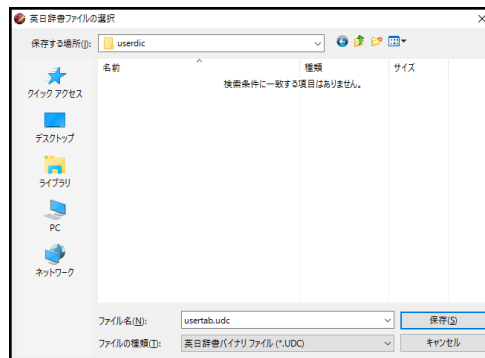 英日辞書ファイルの選択
保存する場所(I): userdic
名前 種類 サイズ
検索条件に一致する項目はありません。
クイック アクセス
デスクトップ
ライブラリ
PC
ネットワーク
ファイル名(N): usertab.udc 保存(S)
ファイルの種類(T): 英日辞書バイナリ ファイル (*.UDC) キャンセル